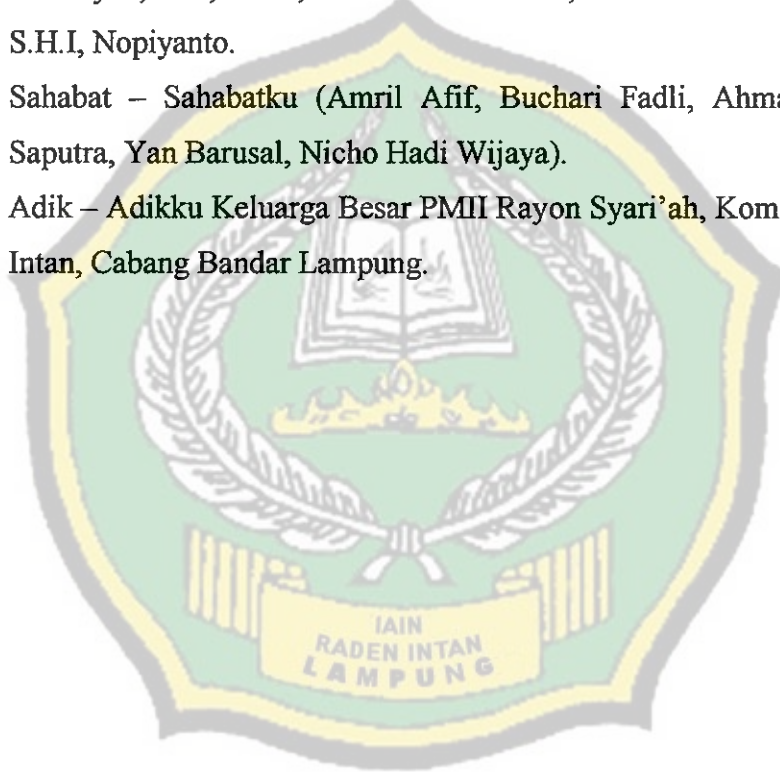 S.H.I, Nopiyanto.
Sahabat – Sahabatku (Amril Afif, Buchari Fadli,
Saputra, Yan Barusal, Nicho Hadi Wijaya).
Adik – Adikku Keluarga Besar PMII Rayon Syari’ah,
Intan, Cabang Bandar Lampung.
IAIN
RADEN INTAN
LAMPUNG